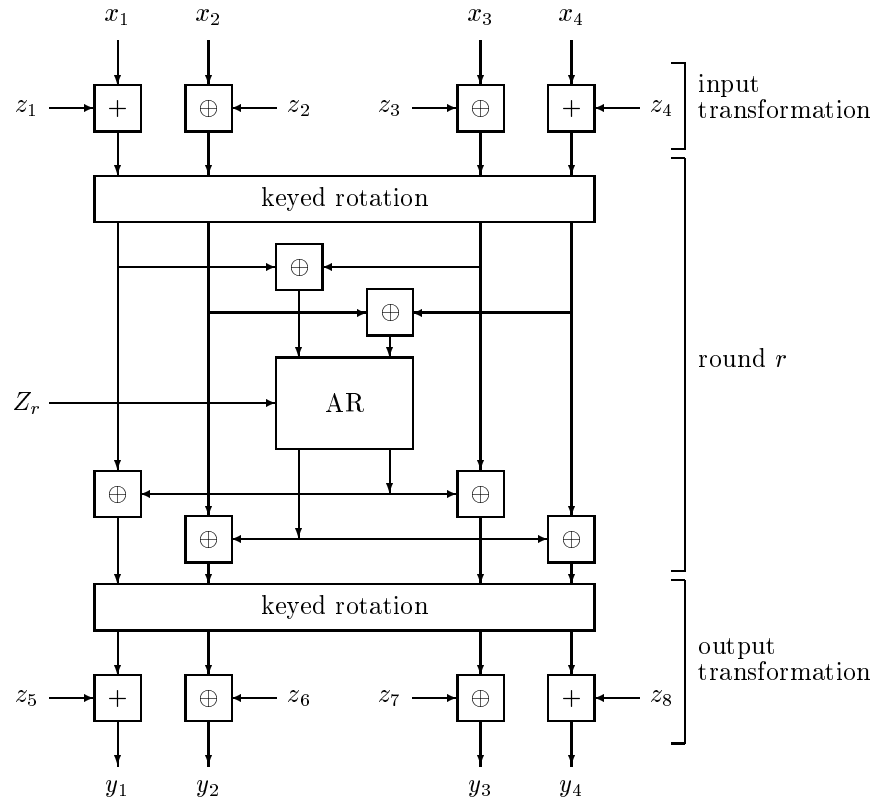 x1 x2 x3 x4
z1 + ⊕ z2 z3 ⊕ + z4
input
transformation
keyed rotation
⊕
⊕
round r
Zr AR
⊕ ⊕
⊕ ⊕
keyed rotation
output
transformation
z5 + ⊕ z6 z7 ⊕ + z8
y1 y2 y3 y4